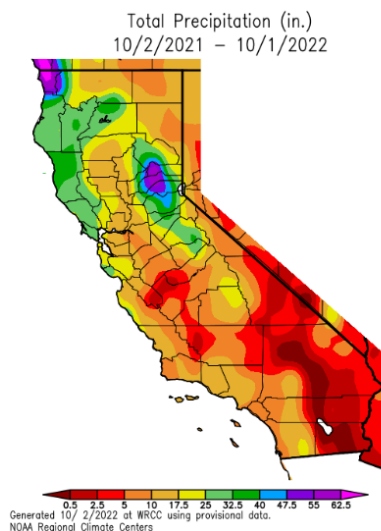 Total Precipitation (in.)
10/2/2021 – 10/1/2022
0.5 2.5 5 10 17.5 25 32.5 40 47.5 55 62.5
Generated 10/ 2/2022 at WRCC using provisional data.
NOAA Regional Climate Centers